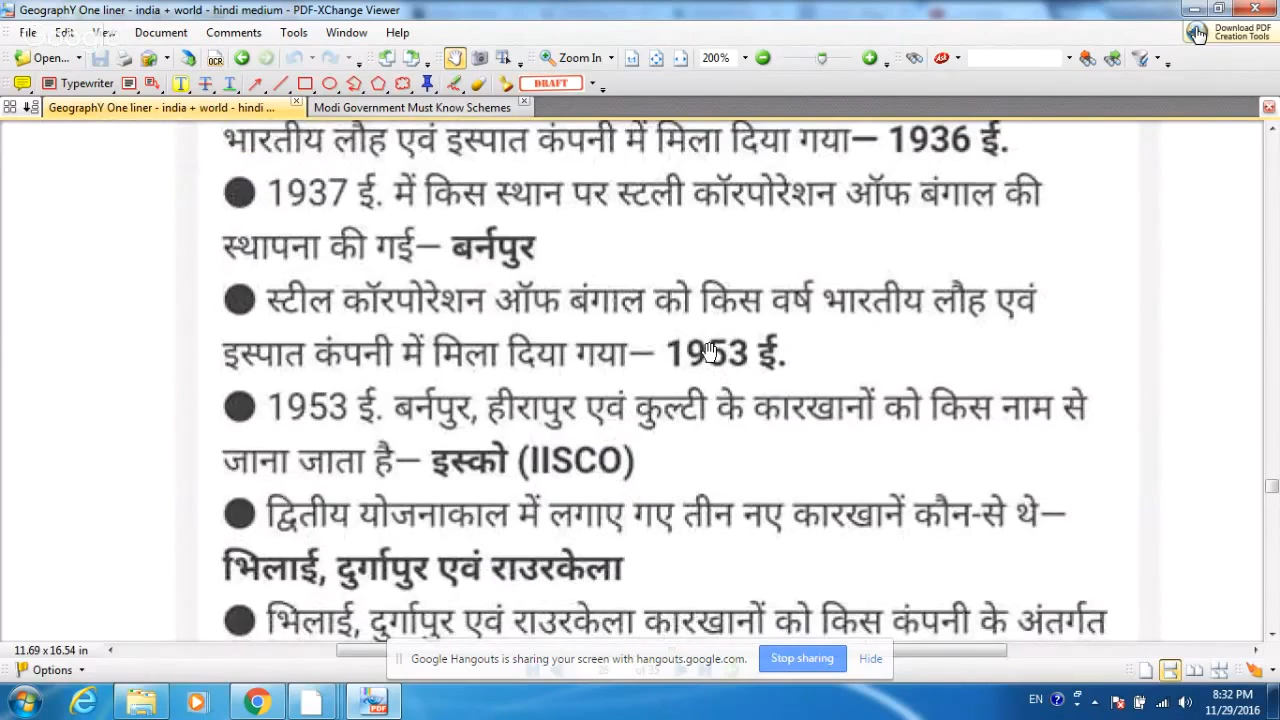 GeographY One liner - india + world - hindi medium - PDF-XChange Viewer
File Edit View Document Comments Tools Window Help
Download PDF Creation Tools
Open... OCR Zoom In 200%
Typewriter DRAFT
GeographY One liner - india + world - hindi ... Modi Government Must Know Schemes
भारतीय लौह एवं इस्पात कंपनी में मिला दिया गया— 1936 ई.
● 1937 ई. में किस स्थान पर स्टली कॉरपोरेशन ऑफ बंगाल की
स्थापना की गई— बर्नपुर
● स्टील कॉरपोरेशन ऑफ बंगाल को किस वर्ष भारतीय लौह एवं
इस्पात कंपनी में मिला दिया गया— 1953 ई.
● 1953 ई. बर्नपुर, हीरापुर एवं कुल्टी के कारखानों को किस नाम से
जाना जाता है— इस्को (IISCO)
● द्वितीय योजनाकाल में लगाए गए तीन नए कारखानें कौन-से थे—
भिलाई, दुर्गापुर एवं राउरकेला
● भिलाई, दुर्गापुर एवं राउरकेला कारखानों को किस कंपनी के अंतर्गत
11.69 x 16.54 in
Google Hangouts is sharing your screen with hangouts.google.com. Stop sharing Hide
Options
EN 8:32 PM
11/29/2016